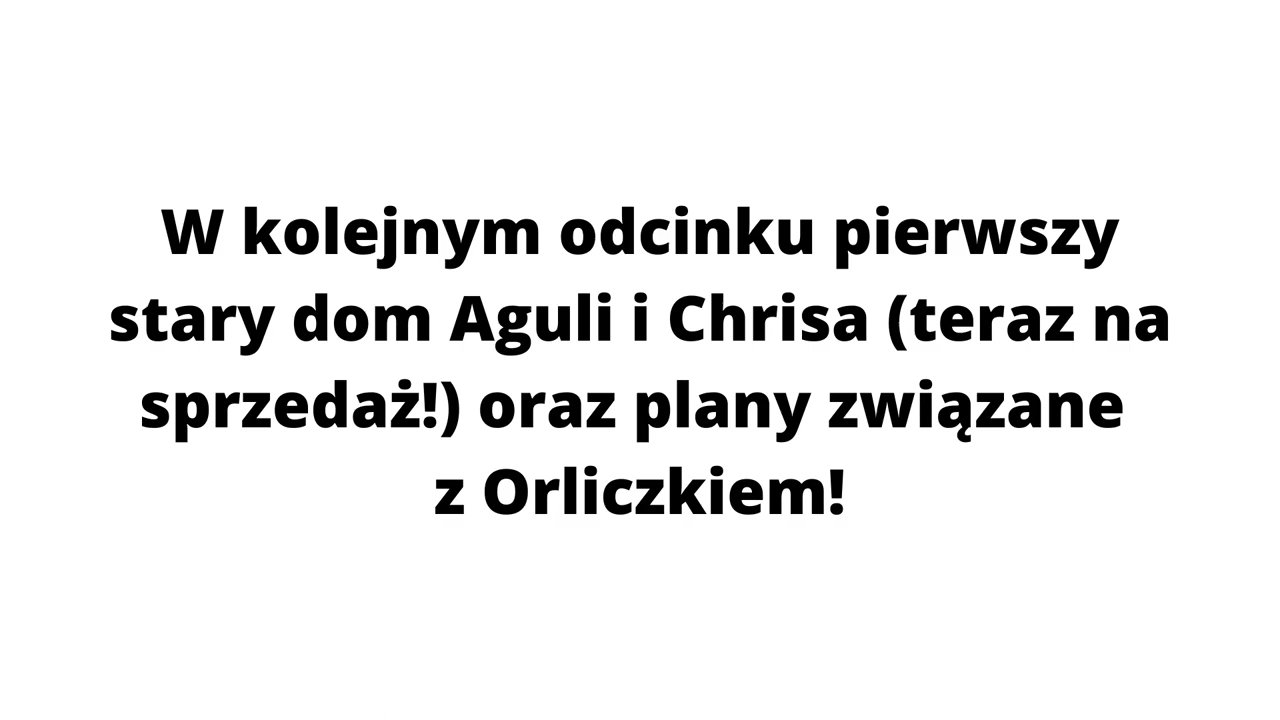 W kolejnym odcinku pierwszy
stary dom Aguli i Chrisa (teraz na
sprzedaż!) oraz plany związane
z Orliczkiem!